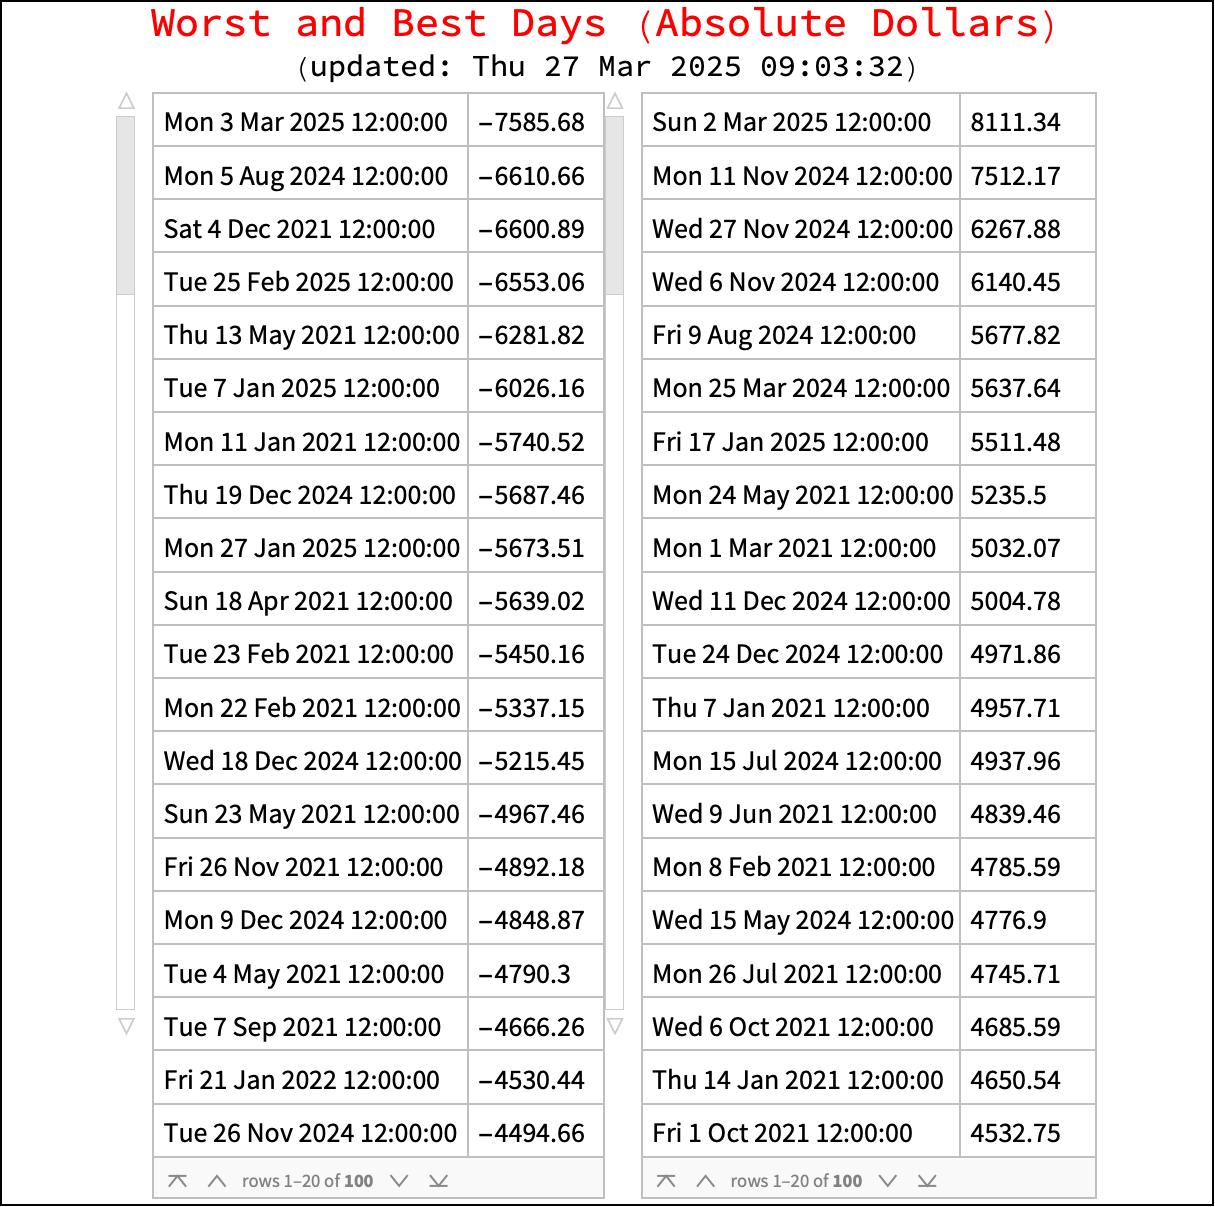 Worst and Best Days (Absolute Dollars)
(updated: Thu 27 Mar 2025 09:03:32)
Mon 3 Mar 2025 12:00:00 −7585.68 Sun 2 Mar 2025 12:00:00 8111.34
Mon 5 Aug 2024 12:00:00 −6610.66 Mon 11 Nov 2024 12:00:00 7512.17
Sat 4 Dec 2021 12:00:00 −6600.89 Wed 27 Nov 2024 12:00:00 6267.88
Tue 25 Feb 2025 12:00:00 −6553.06 Wed 6 Nov 2024 12:00:00 6140.45
Thu 13 May 2021 12:00:00 −6281.82 Fri 9 Aug 2024 12:00:00 5677.82
Tue 7 Jan 2025 12:00:00 −6026.16 Mon 25 Mar 2024 12:00:00 5637.64
Mon 11 Jan 2021 12:00:00 −5740.52 Fri 17 Jan 2025 12:00:00 5511.48
Thu 19 Dec 2024 12:00:00 −5687.46 Mon 24 May 2021 12:00:00 5235.5
Mon 27 Jan 2025 12:00:00 −5673.51 Mon 1 Mar 2021 12:00:00 5032.07
Sun 18 Apr 2021 12:00:00 −5639.02 Wed 11 Dec 2024 12:00:00 5004.78
Tue 23 Feb 2021 12:00:00 −5450.16 Tue 24 Dec 2024 12:00:00 4971.86
Mon 22 Feb 2021 12:00:00 −5337.15 Thu 7 Jan 2021 12:00:00 4957.71
Wed 18 Dec 2024 12:00:00 −5215.45 Mon 15 Jul 2024 12:00:00 4937.96
Sun 23 May 2021 12:00:00 −4967.46 Wed 9 Jun 2021 12:00:00 4839.46
Fri 26 Nov 2021 12:00:00 −4892.18 Mon 8 Feb 2021 12:00:00 4785.59
Mon 9 Dec 2024 12:00:00 −4848.87 Wed 15 May 2024 12:00:00 4776.9
Tue 4 May 2021 12:00:00 −4790.3 Mon 26 Jul 2021 12:00:00 4745.71
Tue 7 Sep 2021 12:00:00 −4666.26 Wed 6 Oct 2021 12:00:00 4685.59
Fri 21 Jan 2022 12:00:00 −4530.44 Thu 14 Jan 2021 12:00:00 4650.54
Tue 26 Nov 2024 12:00:00 −4494.66 Fri 1 Oct 2021 12:00:00 4532.75
rows 1–20 of 100 rows 1–20 of 100